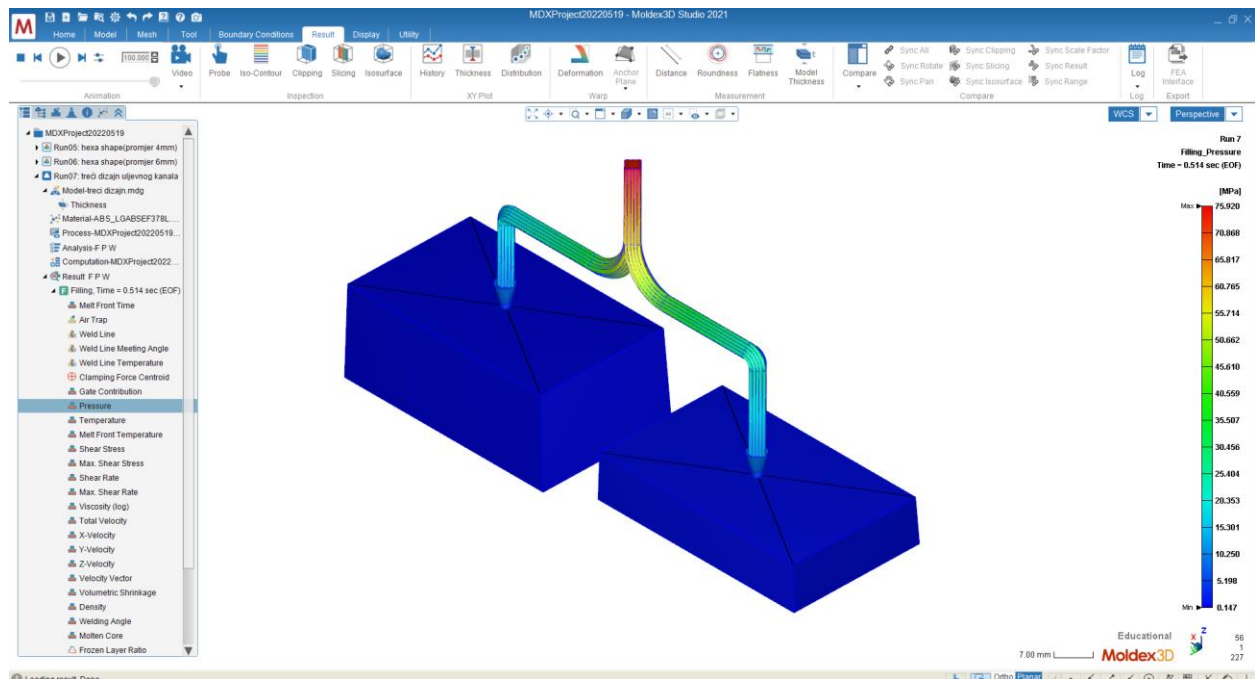 MDXProject20220519 - Moldex3D Studio 2021
M
Home Model Mesh Tool Boundary Conditions Result Display Utility
100.000
Video Probe Iso-Contour Clipping Slicing Isosurface History Thickness Distribution Deformation Anchor Plane Distance Roundness Flatness Model Thickness Compare
Sync All Sync Clipping Sync Scale Factor
Sync Rotate Sync Slicing Sync Result
Sync Pan Sync Isosurface Sync Range
Log FEA Interface
Animation Inspection XY Plot Warp Measurement Compare Log Export
WCS Perspective
MDXProject20220519
Run05: hexa shape(promjer 4mm)
Run06: hexa shape(promjer 6mm)
Run07: treći dizajn uljevnog kanala
Model-treci dizajn.mdg
Thickness
Material-ABS_LGABSEF378L....
Process-MDXProject20220519...
Analysis-F P W
Computation-MDXProject2022...
Result F P W
Filling, Time = 0.514 sec (EOF)
Melt Front Time
Air Trap
Weld Line
Weld Line Meeting Angle
Weld Line Temperature
Clamping Force Centroid
Gate Contribution
Pressure
Temperature
Melt Front Temperature
Shear Stress
Max. Shear Stress
Shear Rate
Max. Shear Rate
Viscosity (log)
Total Velocity
X-Velocity
Y-Velocity
Z-Velocity
Velocity Vector
Volumetric Shrinkage
Density
Welding Angle
Molten Core
Frozen Layer Ratio
Run 7
Filling_Pressure
Time = 0.514 sec (EOF)
[MPa]
Max 75.920
70.868
65.817
60.765
55.714
50.662
45.610
40.559
35.507
30.456
25.404
20.353
15.301
10.250
5.198
Min 0.147
Educational
7.00 mm
Moldex3D
X Z
56
1
227
Loading result Done
Ortho Planar